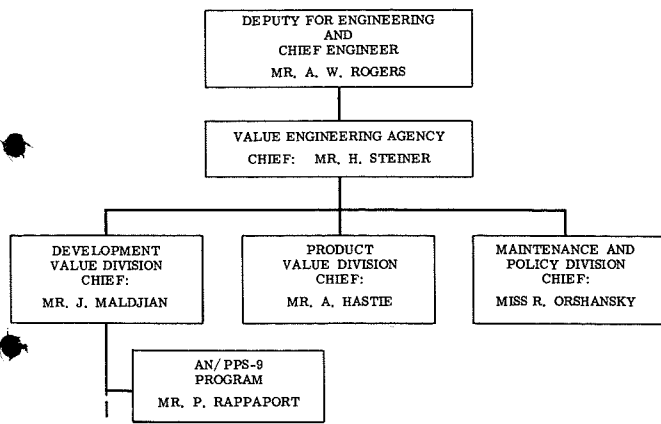 DEPUTY FOR ENGINEERING
AND
CHIEF ENGINEER
MR. A. W. ROGERS
VALUE ENGINEERING AGENCY
CHIEF: MR. H. STEINER
DEVELOPMENT
VALUE DIVISION
CHIEF:
MR. J. MALDJIAN
PRODUCT
VALUE DIVISION
CHIEF:
MR. A. HASTIE
MAINTENANCE AND
POLICY DIVISION
CHIEF:
MISS R. ORSHANSKY
AN/PPS-9
PROGRAM
MR. P. RAPPAPORT